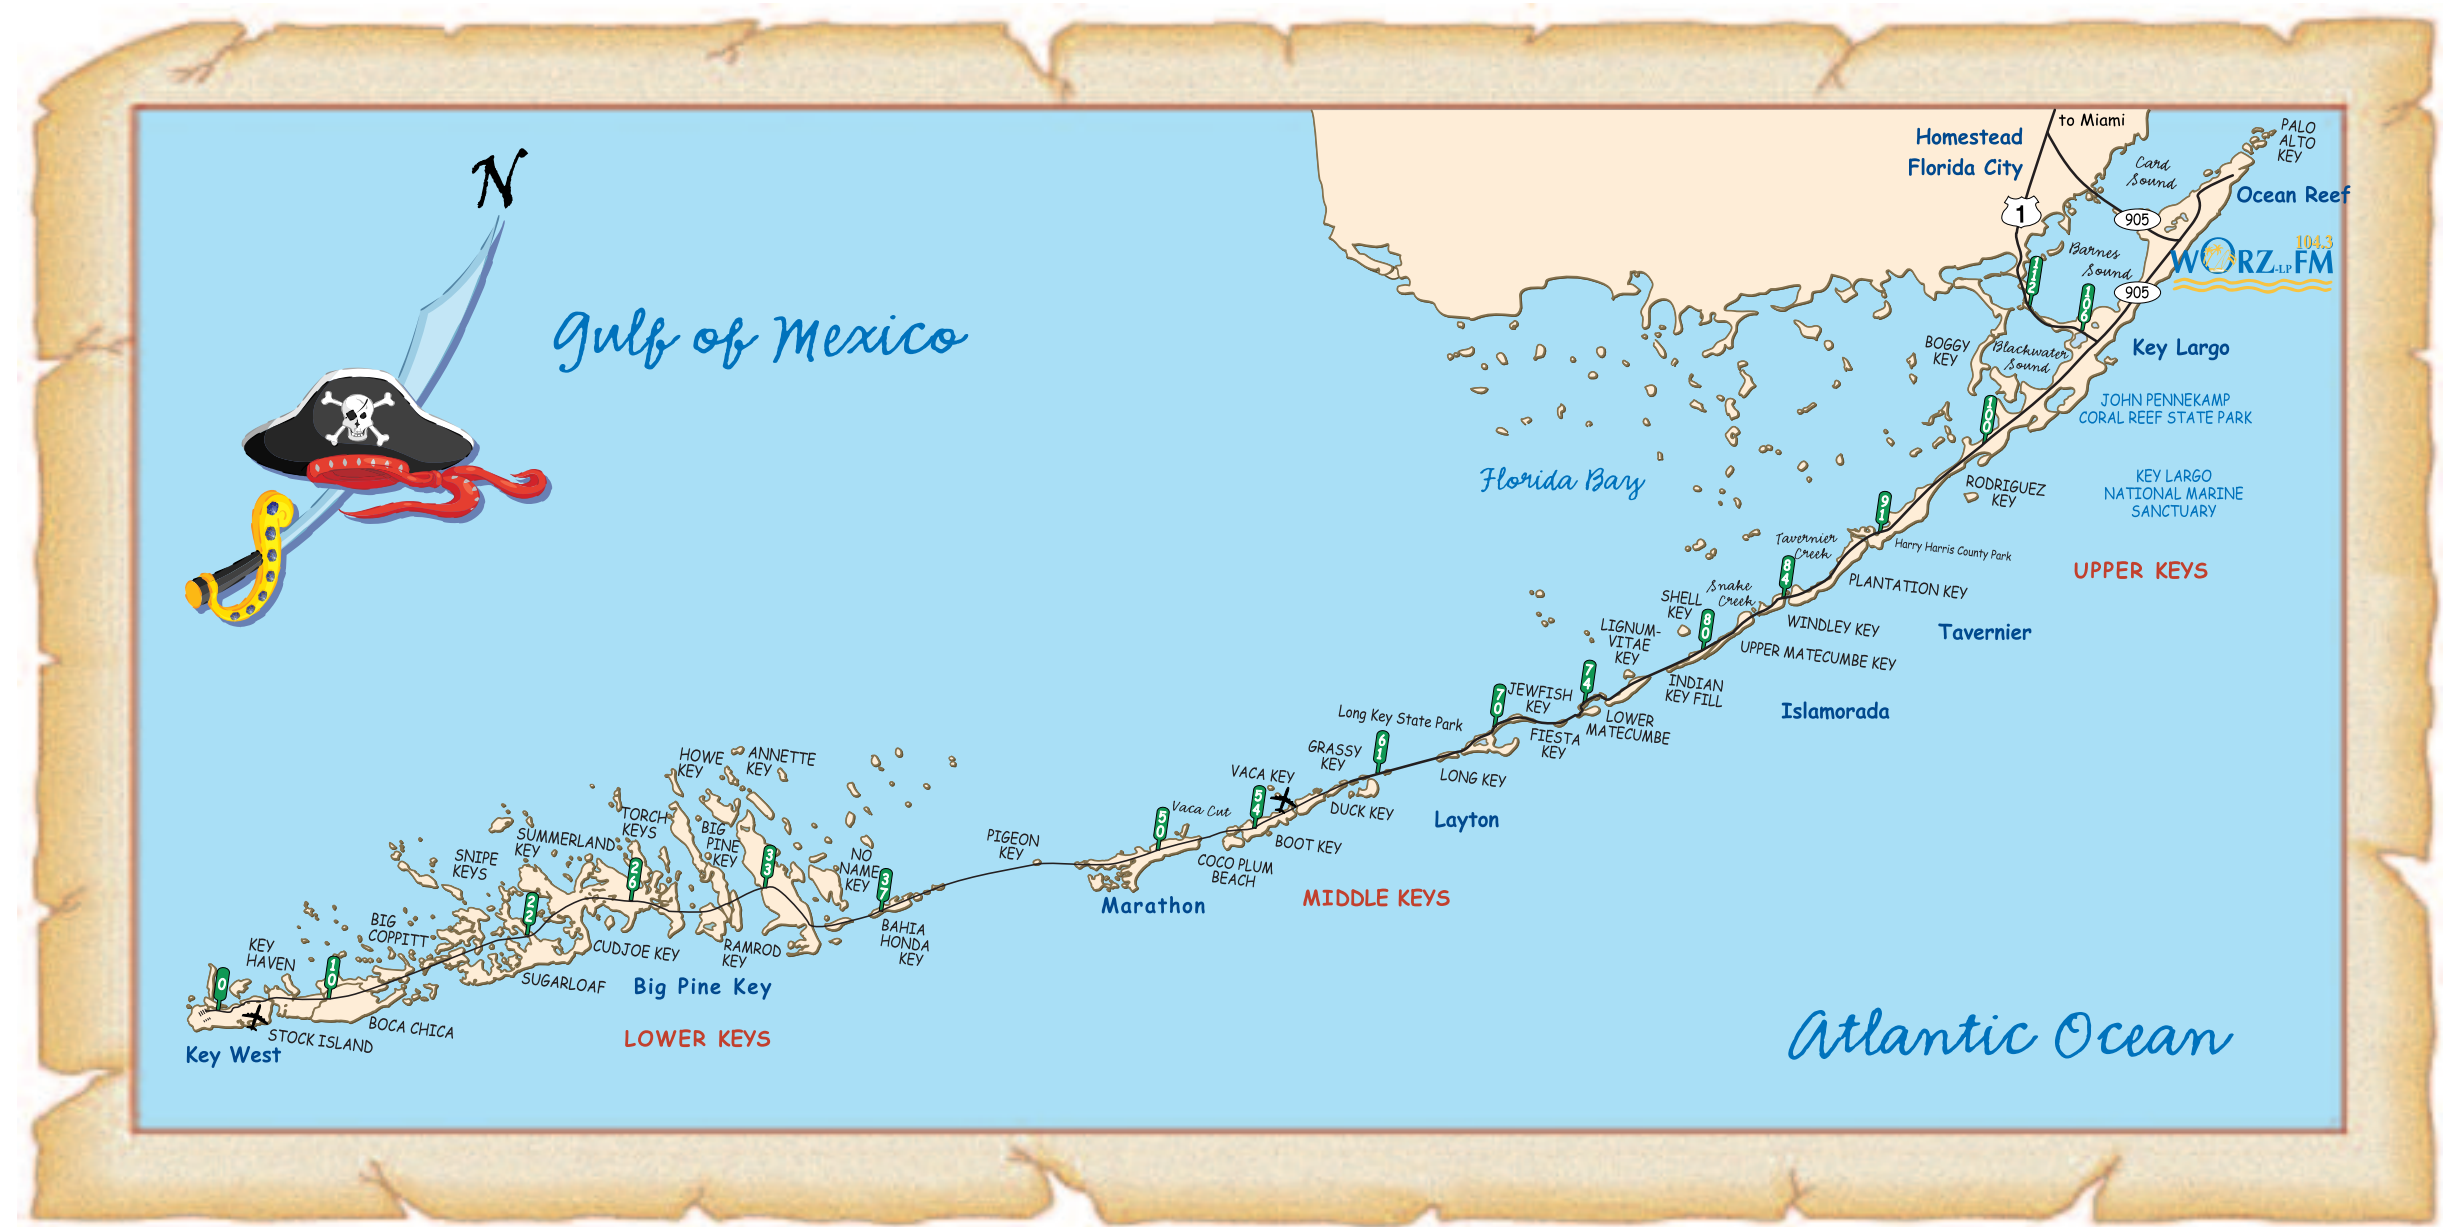 to Miami
Homestead
Florida City
PALO
ALTO
KEY
Card
Sound
Ocean Reef
1
905
104.3
WORZ-LP FM
Barnes
Sound
112
106
905
N
Gulf of Mexico
BOGGY
KEY
Blackwater
Sound
Key Largo
JOHN PENNEKAMP
CORAL REEF STATE PARK
100
Florida Bay
RODRIGUEZ
KEY
KEY LARGO
NATIONAL MARINE
SANCTUARY
91
Harry Harris County Park
Tavernier
Creek
84
UPPER KEYS
PLANTATION KEY
Snake
Creek
SHELL
KEY
80
WINDLEY KEY
Tavernier
LIGNUM-
VITAE
KEY
UPPER MATECUMBE KEY
74
INDIAN
KEY FILL
Islamorada
70
JEWFISH
KEY
LOWER
MATECUMBE
Long Key State Park
FIESTA
KEY
61
GRASSY
KEY
LONG KEY
VACA KEY
54
DUCK KEY
Layton
Vaca Cut
50
BOOT KEY
COCO PLUM
BEACH
MIDDLE KEYS
Marathon
PIGEON
KEY
HOWE
KEY
ANNETTE
KEY
TORCH
KEYS
BIG
PINE
KEY
33
NO
NAME
KEY
37
SUMMERLAND
KEY
26
SNIPE
KEYS
22
BAHIA
HONDA
KEY
RAMROD
KEY
CUDJOE KEY
BIG
COPPITT
SUGARLOAF
Big Pine Key
KEY
HAVEN
10
0
BOCA CHICA
STOCK ISLAND
Key West
LOWER KEYS
Atlantic Ocean